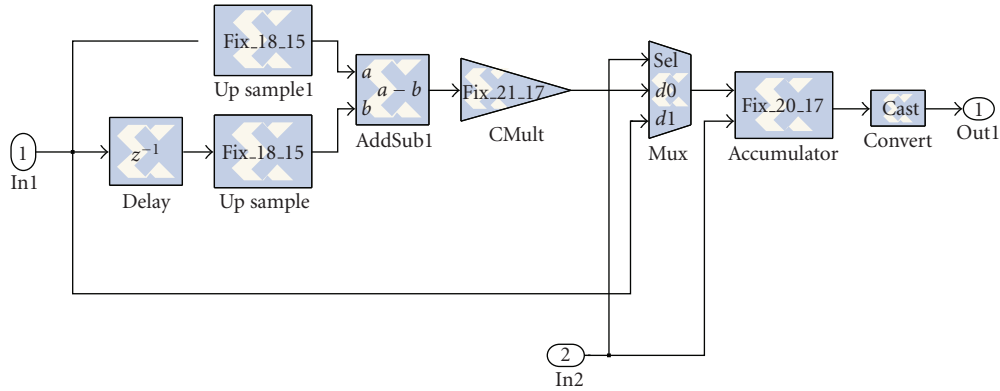 Fix_18_15
Up sample1
a
b
a − b
AddSub1
Fix_21_17
CMult
Sel
d0
d1
Mux
Fix_20_17
Accumulator
Cast
Convert
1
Out1
1
In1
z⁻¹
Delay
Fix_18_15
Up sample
2
In2